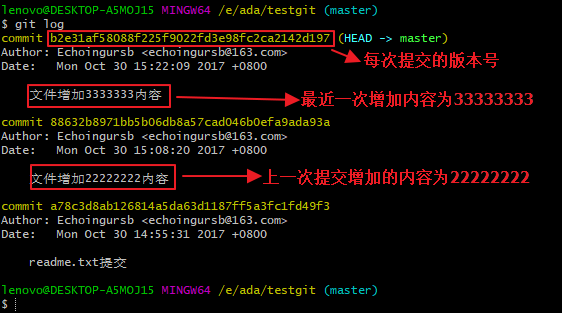 lenovo@DESKTOP-A5MOJ15 MINGW64 /e/ada/testgit (master)
$ git log
commit b2e31af58088f225f9022fd3e98fc2ca2142d197 (HEAD -> master)
Author: Echoingursb <echoingursb@163.com>
每次提交的版本号
Date: Mon Oct 30 15:22:09 2017 +0800
文件增加3333333内容
最近一次增加内容为33333333
commit 88632b8971bb5b06db8a57cad046b0efa9ada93a
Author: Echoingursb <echoingursb@163.com>
Date: Mon Oct 30 15:08:20 2017 +0800
文件增加22222222内容
上一次提交增加的内容为22222222
commit a78c3d8ab126814a5da63d1187ff5a3fc1fd49f3
Author: Echoingursb <echoingursb@163.com>
Date: Mon Oct 30 14:55:31 2017 +0800
readme.txt提交
lenovo@DESKTOP-A5MOJ15 MINGW64 /e/ada/testgit (master)
$